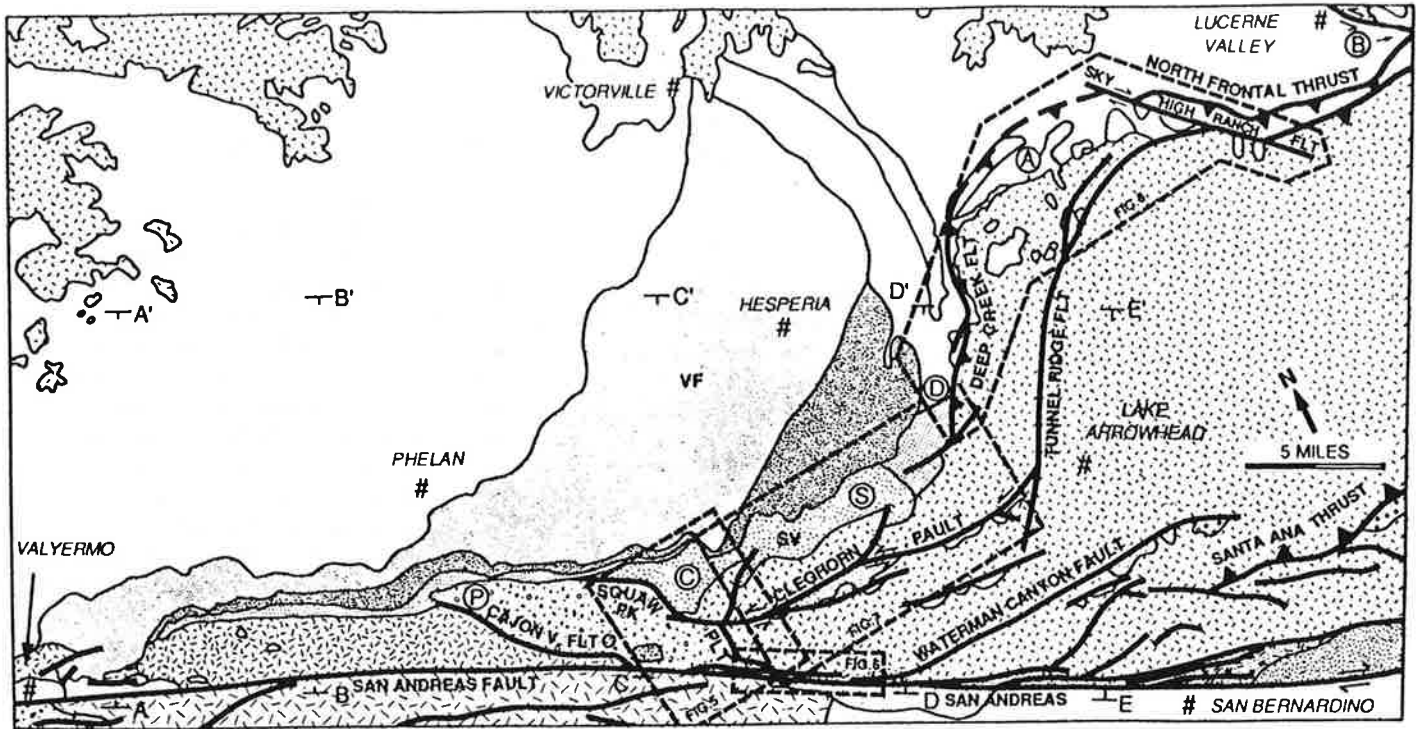 LUCERNE
VALLEY
#
B
NORTH FRONTAL THRUST
SKY
HIGH RANCH
FLT
VICTORVILLE #
A
FIG. 8
DEEP CREEK FLT
TUNNEL RIDGE FLT
A'
B'
C'
HESPERIA
#
D'
E'
VF
D
N
LAKE
ARROWHEAD
#
5 MILES
PHELAN
#
S
SV
VALYERMO
#
P
CAJON V. FLT
SQUAW
PK
FLT
C
CLEGHORN
FAULT
WATERMAN CANYON FAULT
SANTA ANA THRUST
FIG. 7
FIG. 6
FIG. 5
SAN ANDREAS FAULT
A
B
C
D
SAN ANDREAS
E
# SAN BERNARDINO